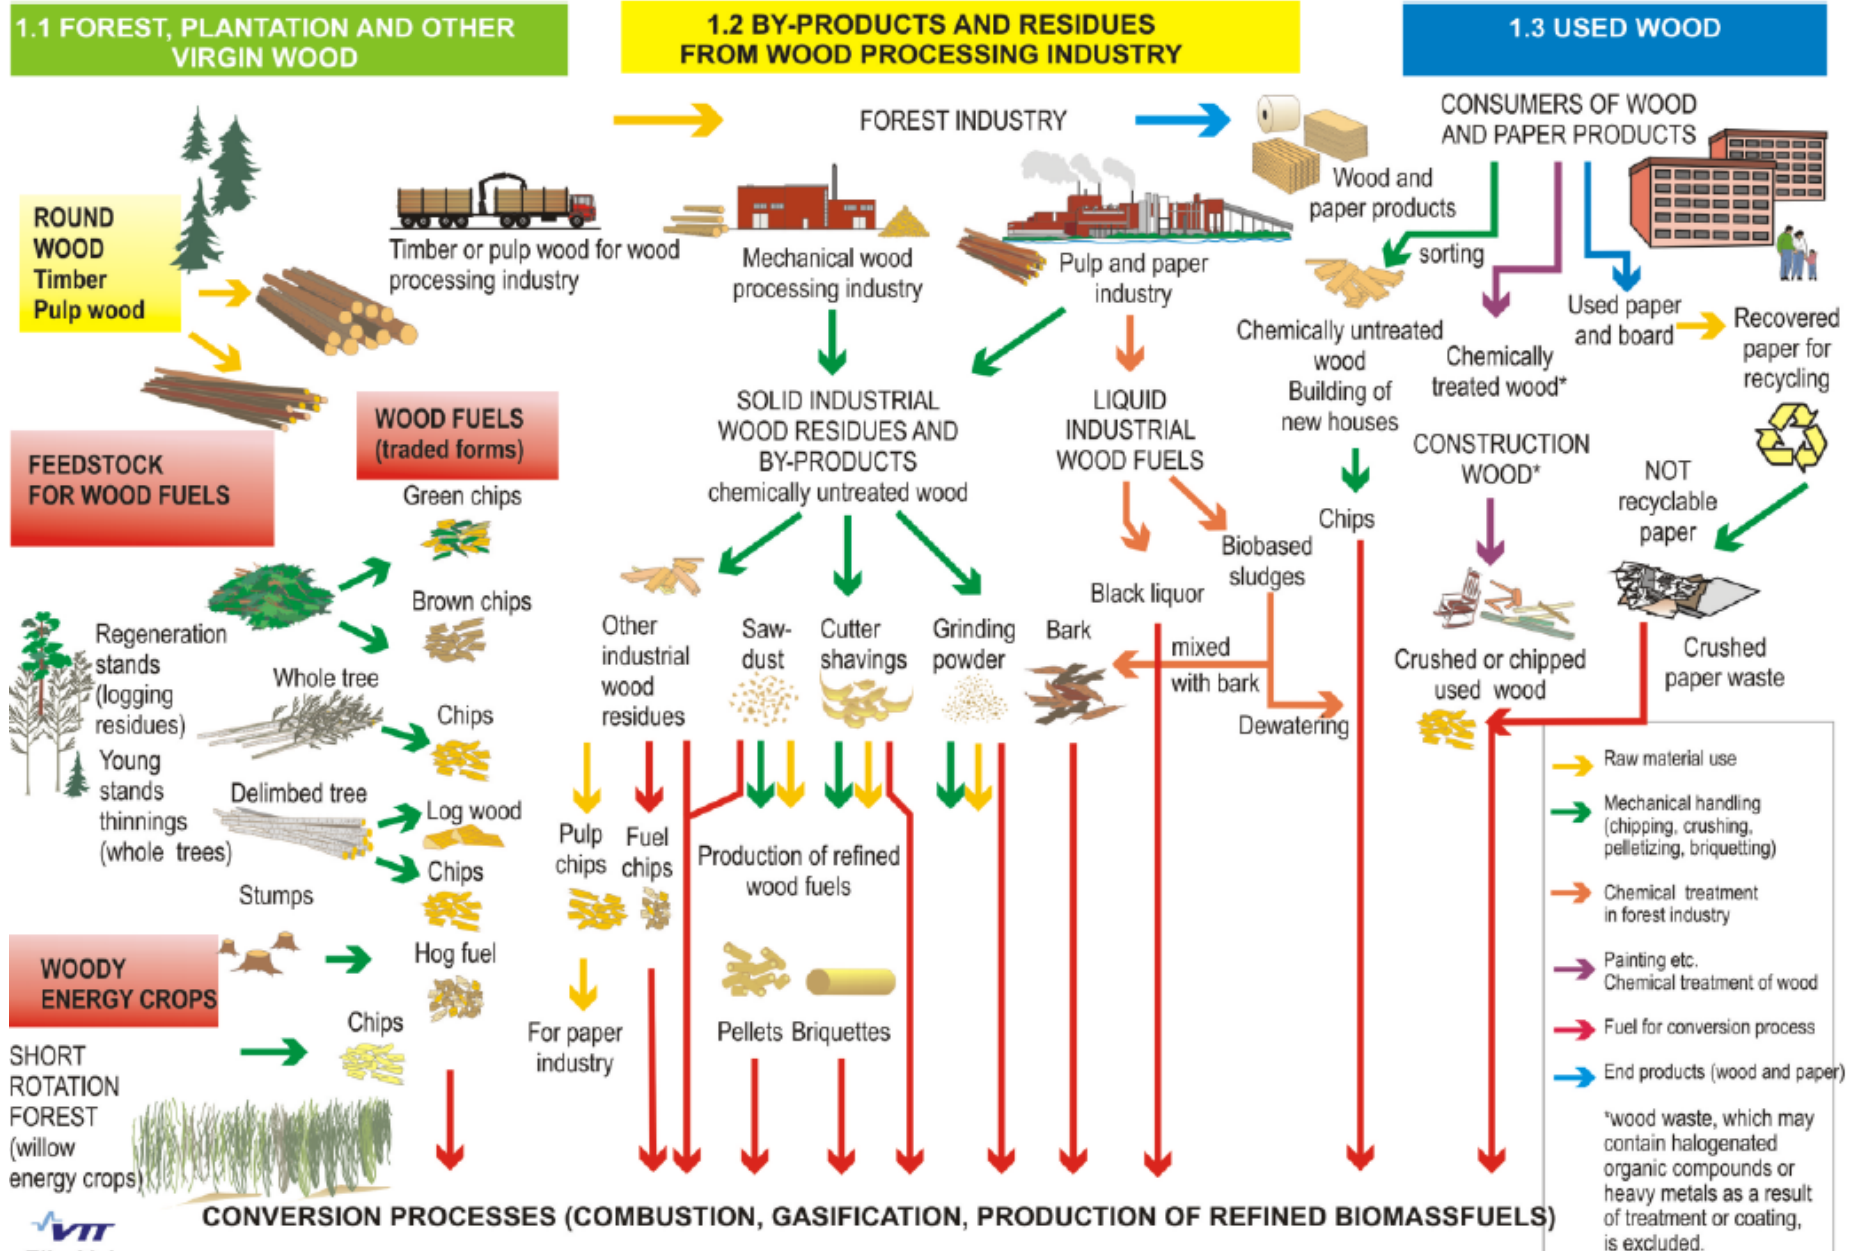 1.1 FOREST, PLANTATION AND OTHER
VIRGIN WOOD
1.2 BY-PRODUCTS AND RESIDUES
FROM WOOD PROCESSING INDUSTRY
1.3 USED WOOD
ROUND
WOOD
Timber
Pulp wood
Timber or pulp wood for wood
processing industry
FEEDSTOCK
FOR WOOD FUELS
WOOD FUELS
(traded forms)
Green chips
Brown chips
Regeneration
stands
(logging
residues)
Whole tree
Chips
Young
stands
thinnings
(whole trees)
Delimbed tree
Log wood
Chips
Stumps
Hog fuel
WOODY
ENERGY CROPS
Chips
SHORT
ROTATION
FOREST
(willow
energy crops)
FOREST INDUSTRY
Mechanical wood
processing industry
Pulp and paper
industry
Wood and
paper products
SOLID INDUSTRIAL
WOOD RESIDUES AND
BY-PRODUCTS
chemically untreated wood
LIQUID
INDUSTRIAL
WOOD FUELS
Biobased
sludges
Black liquor
Other
industrial
wood
residues
Saw-
dust
Cutter
shavings
Grinding
powder
Bark
mixed
with bark
Dewatering
Pulp
chips
Fuel
chips
Production of refined
wood fuels
For paper
industry
Pellets
Briquettes
CONSUMERS OF WOOD
AND PAPER PRODUCTS
sorting
Chemically untreated
wood
Building of
new houses
Chips
Chemically
treated wood*
CONSTRUCTION
WOOD*
Used paper
and board
Recovered
paper for
recycling
NOT
recyclable
paper
Crushed or chipped
used wood
Crushed
paper waste
Raw material use
Mechanical handling
(chipping, crushing,
pelletizing, briquetting)
Chemical treatment
in forest industry
Painting etc.
Chemical treatment of wood
Fuel for conversion process
End products (wood and paper)
*wood waste, which may
contain halogenated
organic compounds or
heavy metals as a result
of treatment or coating,
is excluded.
CONVERSION PROCESSES (COMBUSTION, GASIFICATION, PRODUCTION OF REFINED BIOMASSFUELS)
VTT